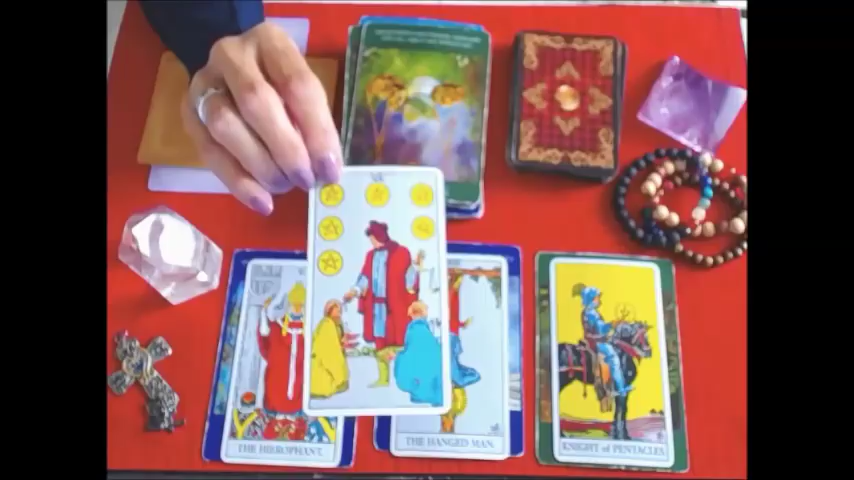 VI
THE HIEROPHANT.
THE HANGED MAN.
KNIGHT of PENTACLES.